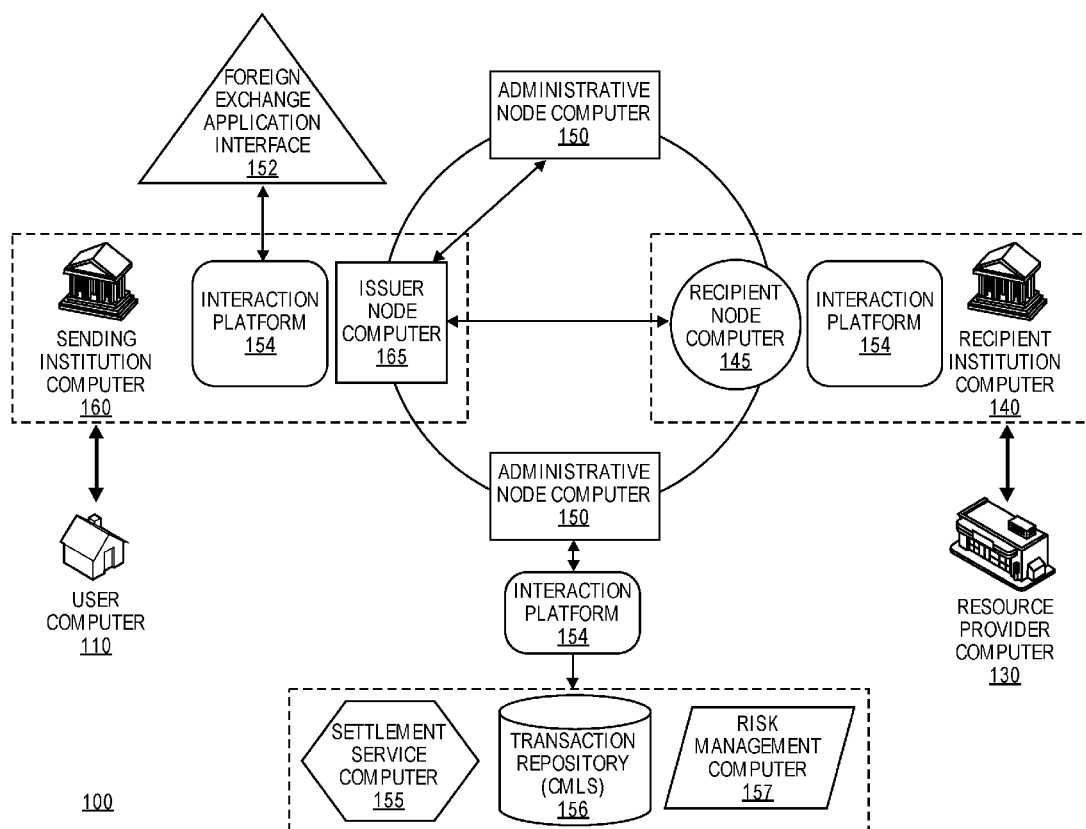 FOREIGN
EXCHANGE
APPLICATION
INTERFACE
152
ADMINISTRATIVE
NODE COMPUTER
150
SENDING
INSTITUTION
COMPUTER
160
INTERACTION
PLATFORM
154
ISSUER
NODE
COMPUTER
165
RECIPIENT
NODE
COMPUTER
145
INTERACTION
PLATFORM
154
RECIPIENT
INSTITUTION
COMPUTER
140
USER
COMPUTER
110
ADMINISTRATIVE
NODE COMPUTER
150
INTERACTION
PLATFORM
154
RESOURCE
PROVIDER
COMPUTER
130
SETTLEMENT
SERVICE
COMPUTER
155
TRANSACTION
REPOSITORY
(CMLS)
156
RISK
MANAGEMENT
COMPUTER
157
100